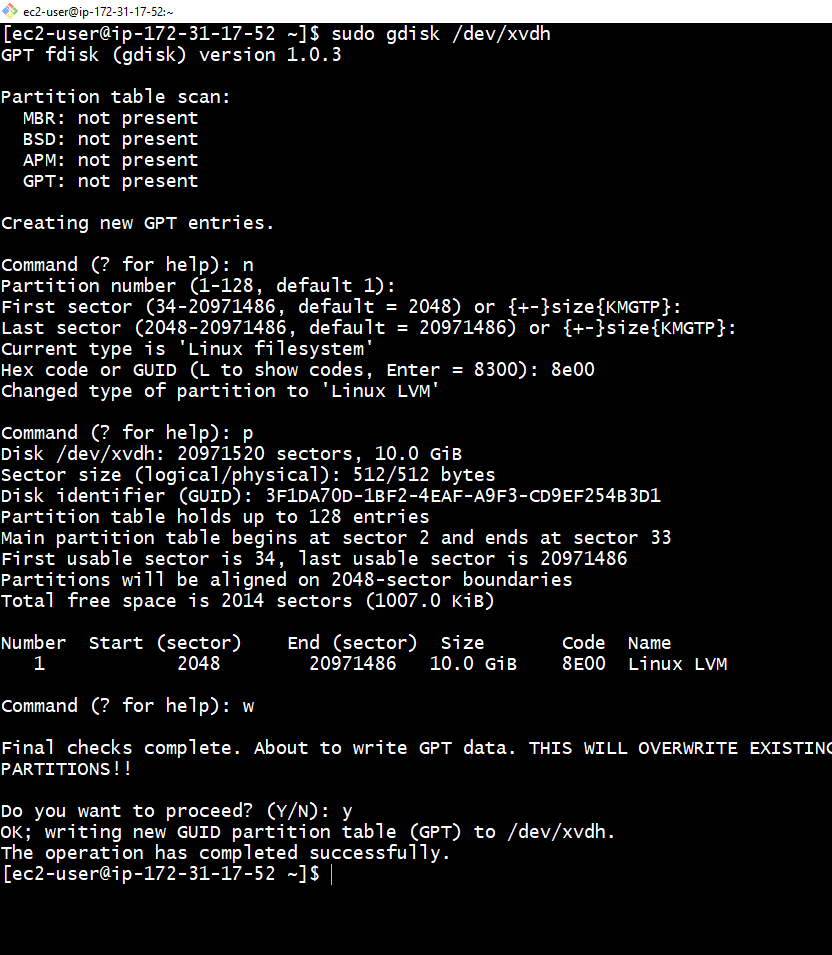 ec2-user@ip-172-31-17-52:~
[ec2-user@ip-172-31-17-52 ~]$ sudo gdisk /dev/xvdh
GPT fdisk (gdisk) version 1.0.3
Partition table scan:
MBR: not present
BSD: not present
APM: not present
GPT: not present
Creating new GPT entries.
Command (? for help): n
Partition number (1-128, default 1):
First sector (34-20971486, default = 2048) or {+-}size{KMGTP}:
Last sector (2048-20971486, default = 20971486) or {+-}size{KMGTP}:
Current type is 'Linux filesystem'
Hex code or GUID (L to show codes, Enter = 8300): 8e00
Changed type of partition to 'Linux LVM'
Command (? for help): p
Disk /dev/xvdh: 20971520 sectors, 10.0 GiB
Sector size (logical/physical): 512/512 bytes
Disk identifier (GUID): 3F1DA70D-1BF2-4EAF-A9F3-CD9EF254B3D1
Partition table holds up to 128 entries
Main partition table begins at sector 2 and ends at sector 33
First usable sector is 34, last usable sector is 20971486
Partitions will be aligned on 2048-sector boundaries
Total free space is 2014 sectors (1007.0 KiB)
Number  Start (sector)    End (sector)  Size       Code  Name
1            2048        20971486   10.0 GiB    8E00  Linux LVM
Command (? for help): w
Final checks complete. About to write GPT data. THIS WILL OVERWRITE EXISTING
PARTITIONS!!
Do you want to proceed? (Y/N): y
OK; writing new GUID partition table (GPT) to /dev/xvdh.
The operation has completed successfully.
[ec2-user@ip-172-31-17-52 ~]$